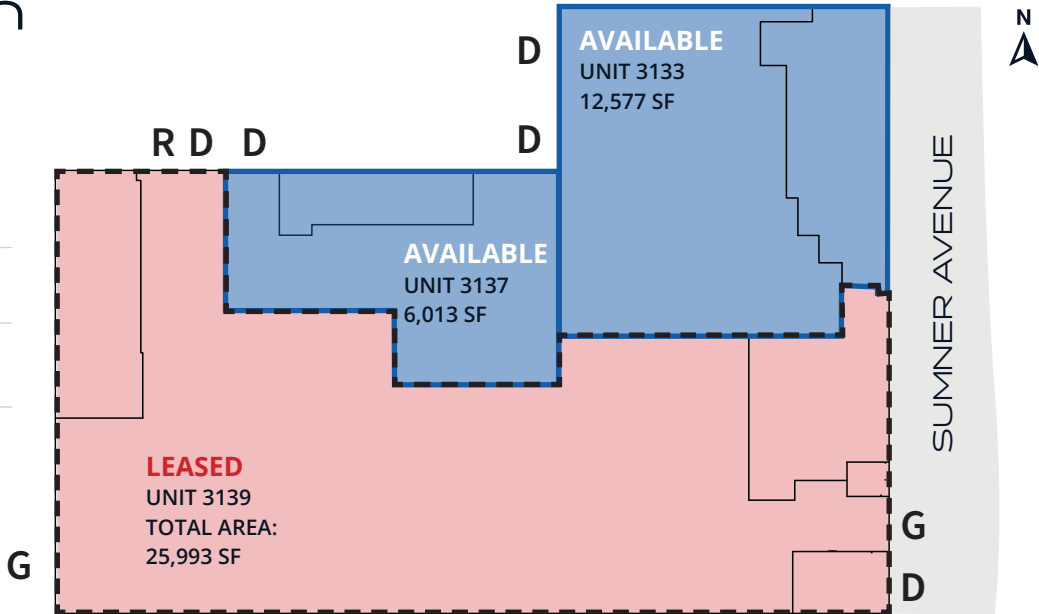 N
D
AVAILABLE
UNIT 3133
12,577 SF
D
R D D
AVAILABLE
UNIT 3137
6,013 SF
SUMNER AVENUE
LEASED
UNIT 3139
TOTAL AREA:
25,993 SF
G
G
D